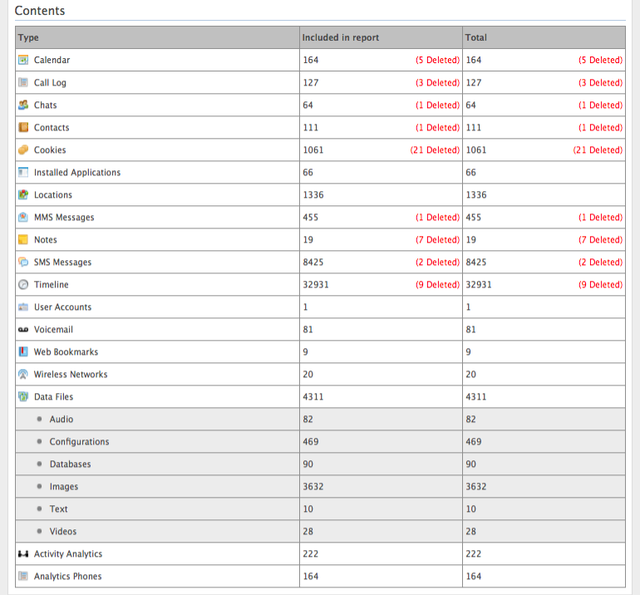 Contents
Type Included in report Total
Calendar 164 (5 Deleted) 164 (5 Deleted)
Call Log 127 (3 Deleted) 127 (3 Deleted)
Chats 64 (1 Deleted) 64 (1 Deleted)
Contacts 111 (1 Deleted) 111 (1 Deleted)
Cookies 1061 (21 Deleted) 1061 (21 Deleted)
Installed Applications 66 66
Locations 1336 1336
MMS Messages 455 (1 Deleted) 455 (1 Deleted)
Notes 19 (7 Deleted) 19 (7 Deleted)
SMS Messages 8425 (2 Deleted) 8425 (2 Deleted)
Timeline 32931 (9 Deleted) 32931 (9 Deleted)
User Accounts 1 1
Voicemail 81 81
Web Bookmarks 9 9
Wireless Networks 20 20
Data Files 4311 4311
Audio 82 82
Configurations 469 469
Databases 90 90
Images 3632 3632
Text 10 10
Videos 28 28
Activity Analytics 222 222
Analytics Phones 164 164